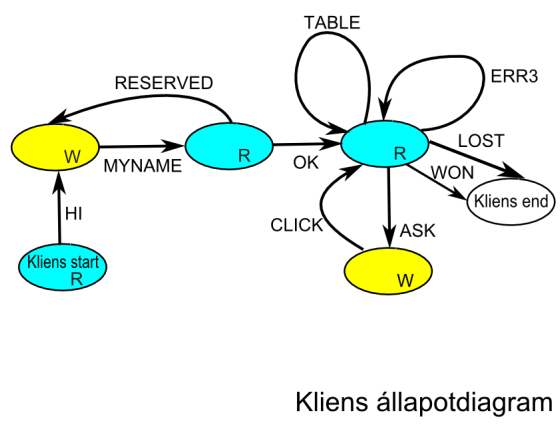 TABLE
RESERVED
ERR3
W
MYNAME
R
OK
R
LOST
WON
Kliens end
HI
CLICK
ASK
Kliens start
R
W
Kliens állapotdiagram